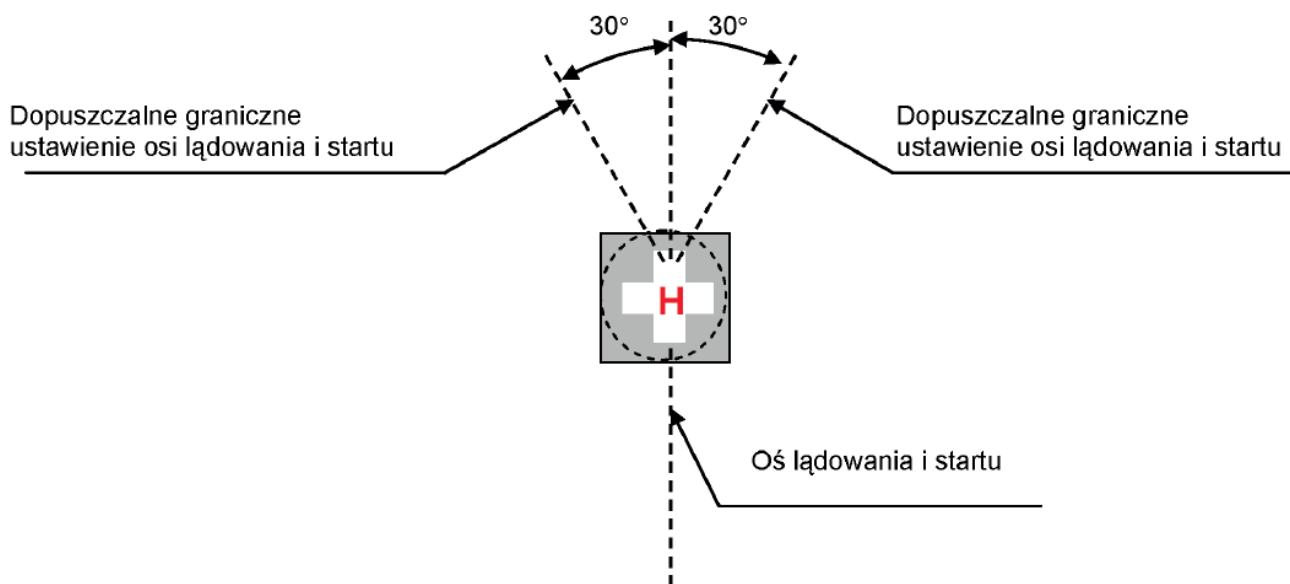 30°
30°
Dopuszczalne graniczne
ustawienie osi lądowania i startu
Dopuszczalne graniczne
ustawienie osi lądowania i startu
H
Oś lądowania i startu